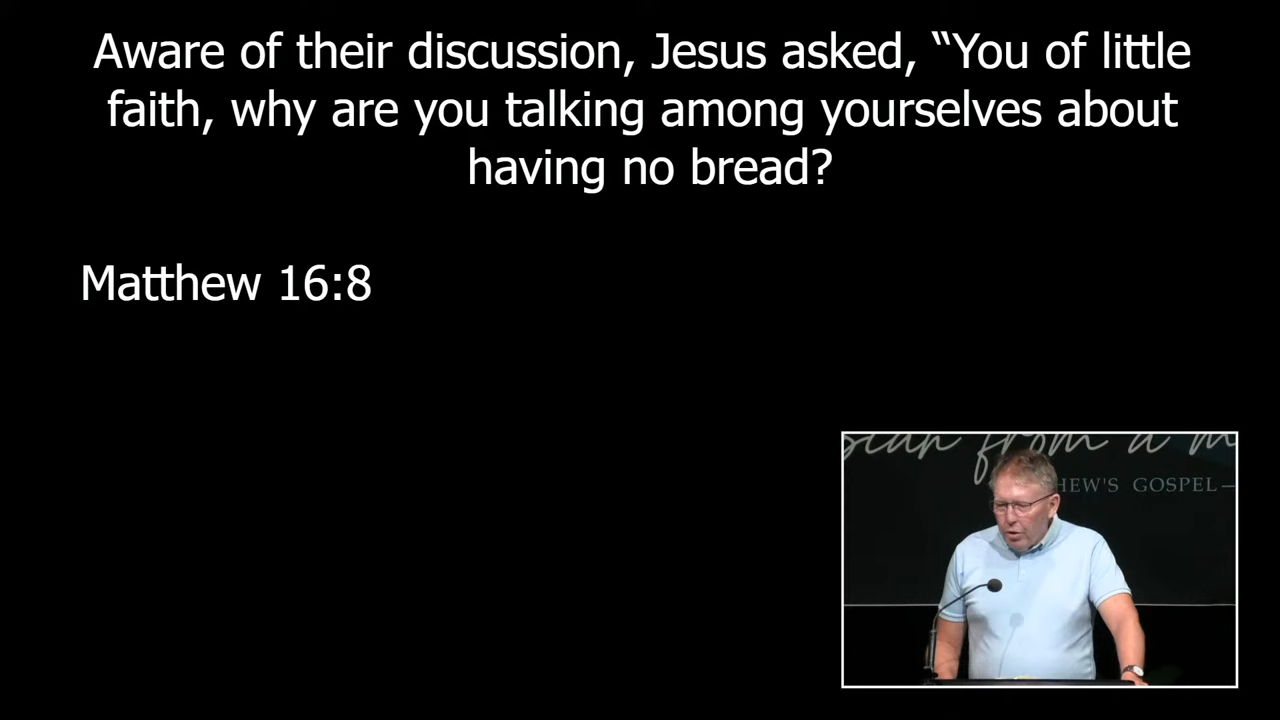 Aware of their discussion, Jesus asked, “You of little
faith, why are you talking among yourselves about
having no bread?
Matthew 16:8
from a
GOSPEL